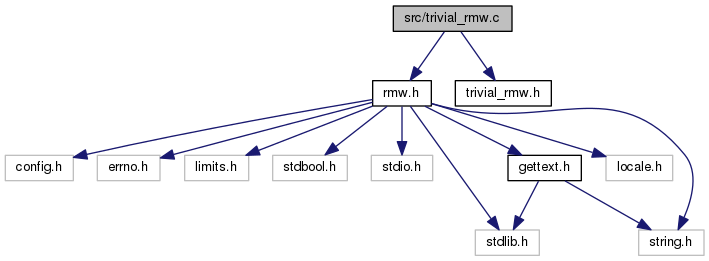 src/trivial_rmw.c
rmw.h
trivial_rmw.h
config.h
errno.h
limits.h
stdbool.h
stdio.h
gettext.h
locale.h
stdlib.h
string.h